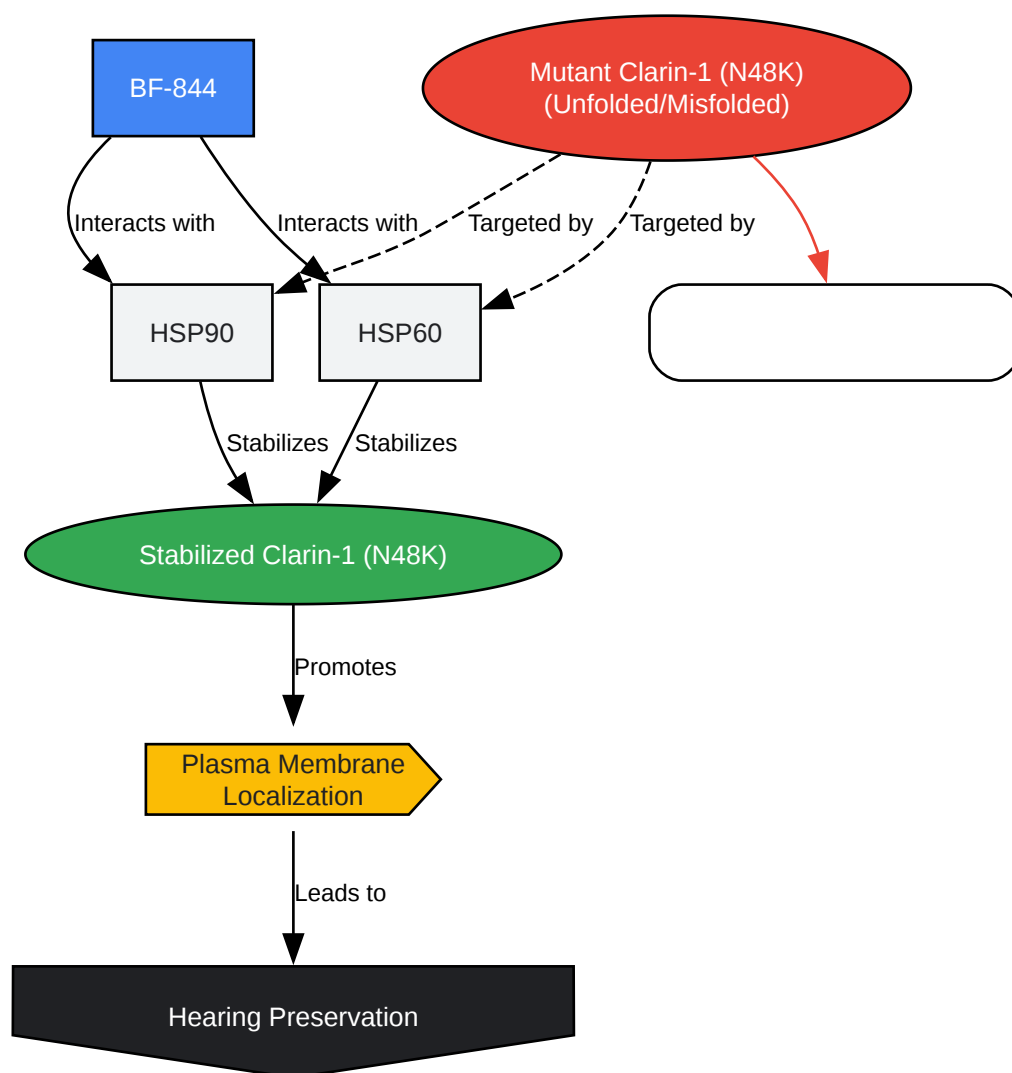 BF-844
Mutant Clarin-1 (N48K)
(Unfolded/Misfolded)
Interacts with
Interacts with
Targeted by
Targeted by
HSP90
HSP60
Stabilizes
Stabilizes
Stabilized Clarin-1 (N48K)
Promotes
Plasma Membrane
Localization
Leads to
Hearing Preservation